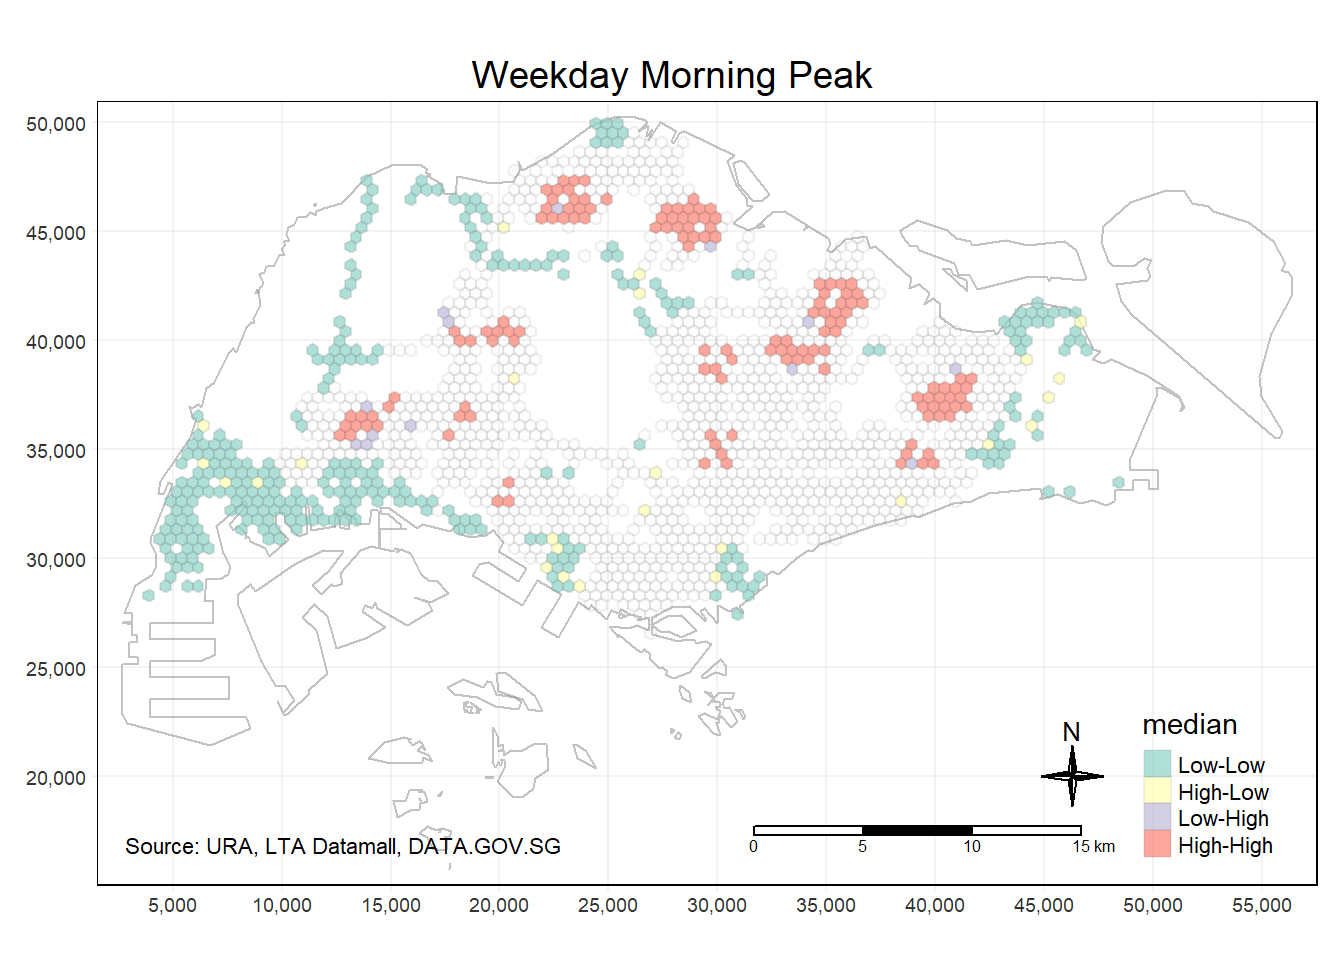 Weekday Morning Peak
50,000
45,000
40,000
35,000
30,000
25,000
20,000
N
median
Low-Low
High-Low
Low-High
High-High
Source: URA, LTA Datamall, DATA.GOV.SG
0 5 10 15 km
5,000 10,000 15,000 20,000 25,000 30,000 35,000 40,000 45,000 50,000 55,000